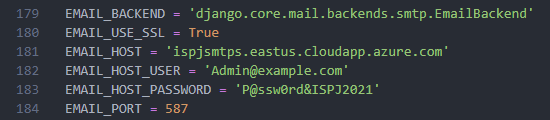 179 EMAIL_BACKEND = 'django.core.mail.backends.smtp.EmailBackend'
180 EMAIL_USE_SSL = True
181 EMAIL_HOST = 'ispjsmtps.eastus.cloudapp.azure.com'
182 EMAIL_HOST_USER = 'Admin@example.com'
183 EMAIL_HOST_PASSWORD = 'P@ssw0rd&ISPJ2021'
184 EMAIL_PORT = 587